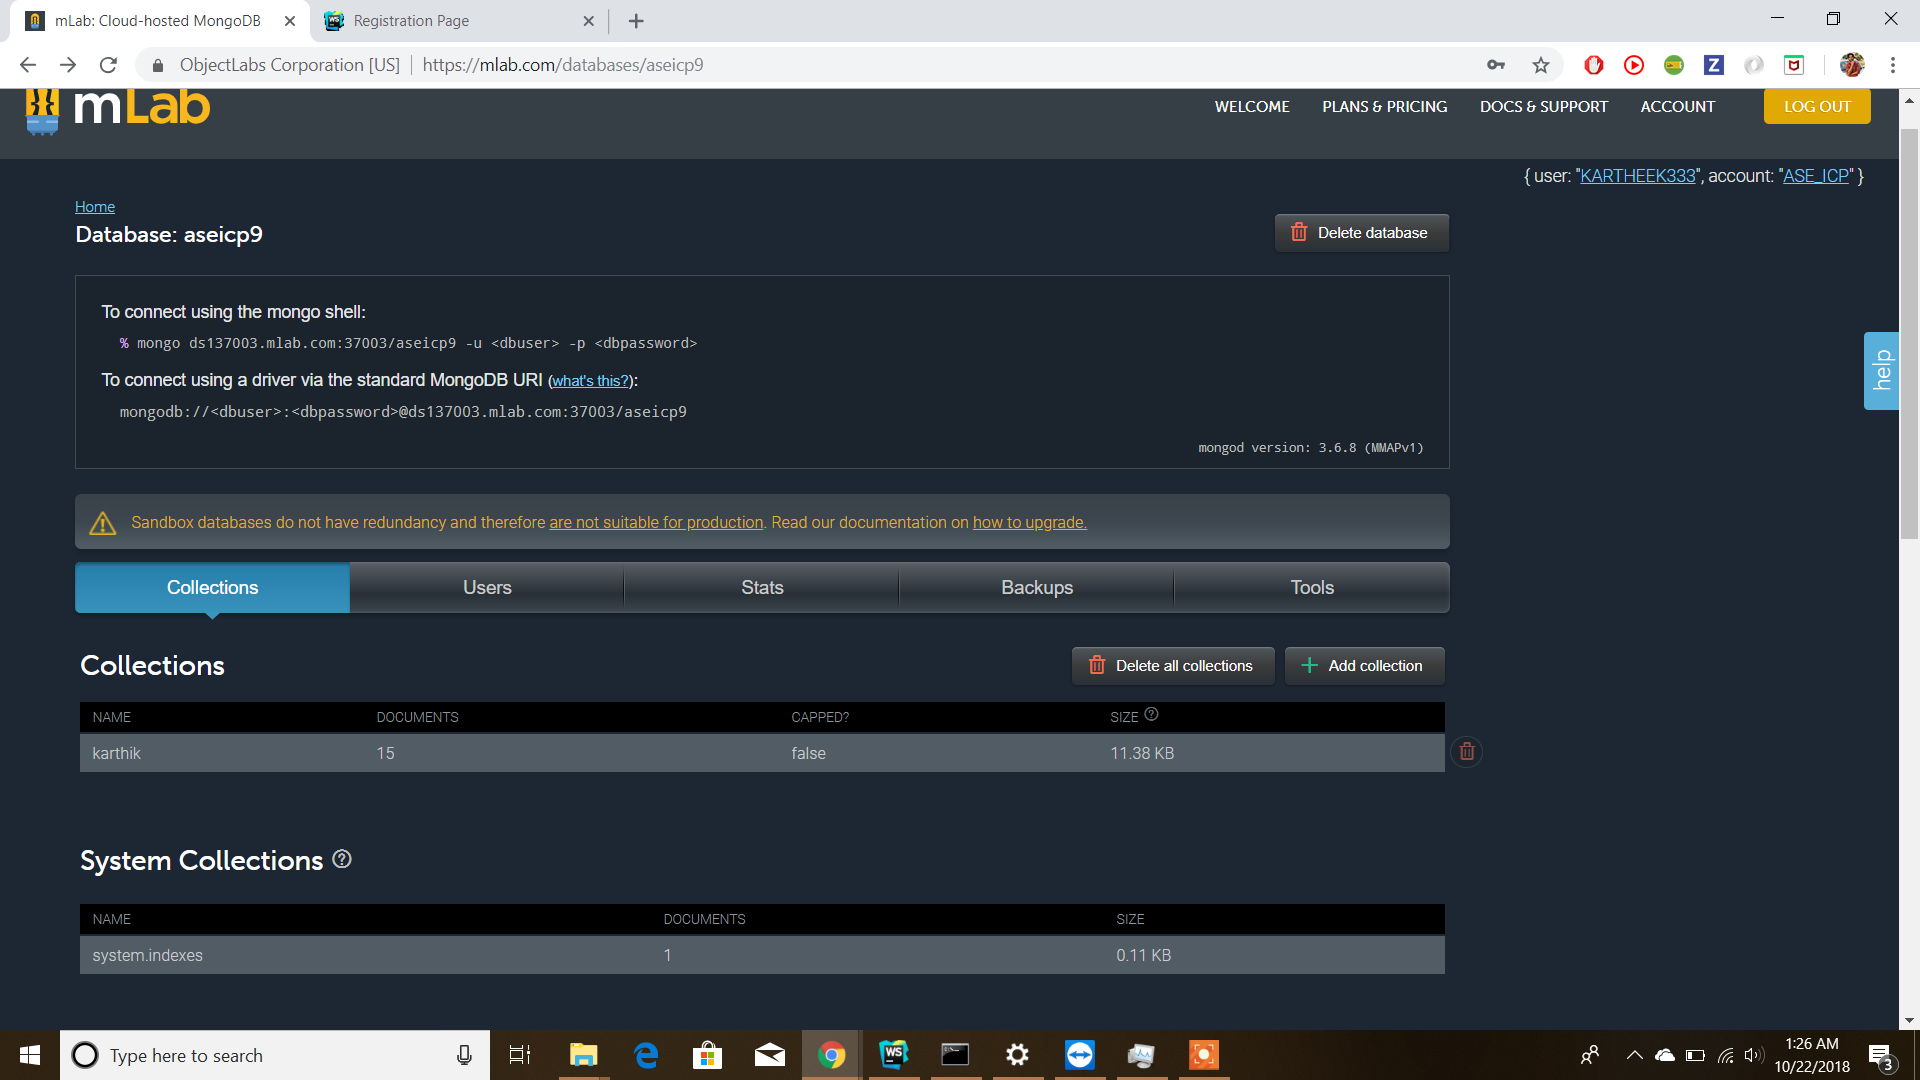 mLab: Cloud-hosted MongoDB
Registration Page
ObjectLabs Corporation [US]
https://mlab.com/databases/aseicp9
mLab
WELCOME
PLANS & PRICING
DOCS & SUPPORT
ACCOUNT
LOG OUT
{ user: "KARTHEEK333", account: "ASE_ICP" }
Home
Database: aseicp9
Delete database
To connect using the mongo shell:
% mongo ds137003.mlab.com:37003/aseicp9 -u <dbuser> -p <dbpassword>
To connect using a driver via the standard MongoDB URI (what's this?):
mongodb://<dbuser>:<dbpassword>@ds137003.mlab.com:37003/aseicp9
mongod version: 3.6.8 (MMAPv1)
help
Sandbox databases do not have redundancy and therefore are not suitable for production. Read our documentation on how to upgrade.
Collections
Users
Stats
Backups
Tools
Collections
Delete all collections
Add collection
NAME DOCUMENTS CAPPED? SIZE ?
karthik 15 false 11.38 KB
System Collections ?
NAME DOCUMENTS SIZE
system.indexes 1 0.11 KB
Type here to search
WS
1:26 AM
10/22/2018
3